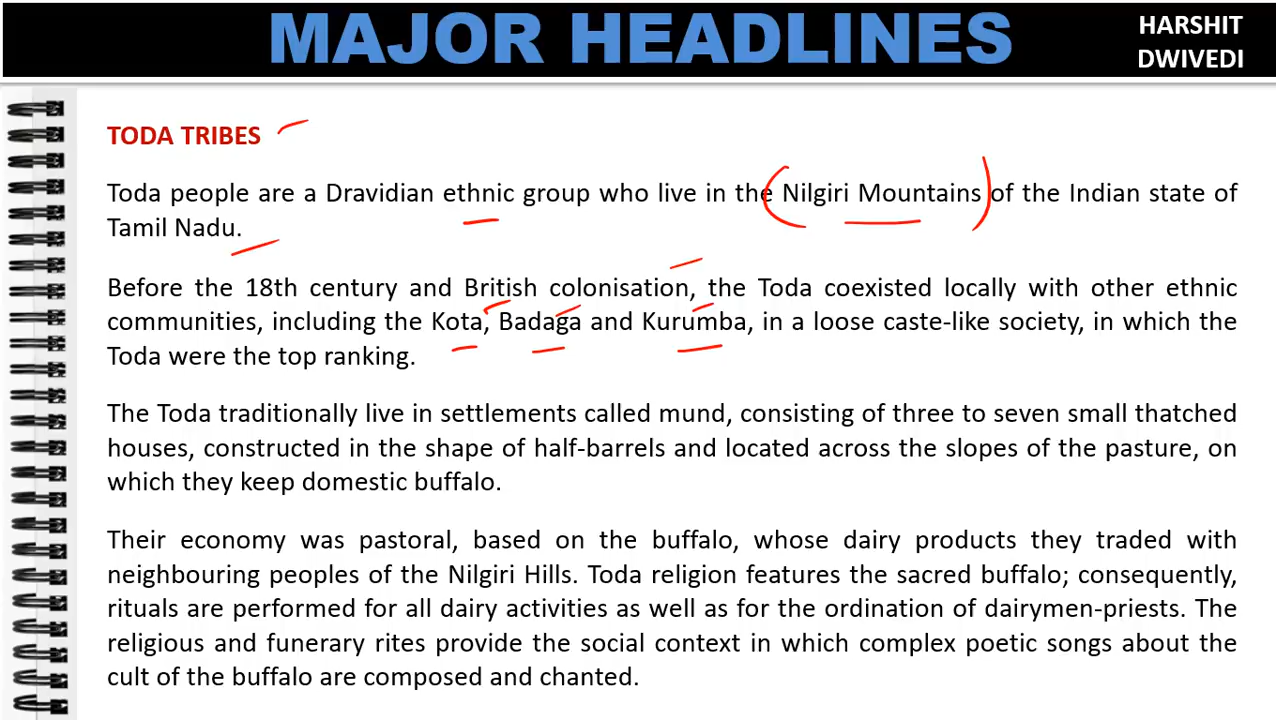 MAJOR HEADLINES
HARSHIT
DWIVEDI
TODA TRIBES
Toda people are a Dravidian ethnic group who live in the Nilgiri Mountains of the Indian state of
Tamil Nadu.
Before the 18th century and British colonisation, the Toda coexisted locally with other ethnic
communities, including the Kota, Badaga and Kurumba, in a loose caste-like society, in which the
Toda were the top ranking.
The Toda traditionally live in settlements called mund, consisting of three to seven small thatched
houses, constructed in the shape of half-barrels and located across the slopes of the pasture, on
which they keep domestic buffalo.
Their economy was pastoral, based on the buffalo, whose dairy products they traded with
neighbouring peoples of the Nilgiri Hills. Toda religion features the sacred buffalo; consequently,
rituals are performed for all dairy activities as well as for the ordination of dairymen-priests. The
religious and funerary rites provide the social context in which complex poetic songs about the
cult of the buffalo are composed and chanted.